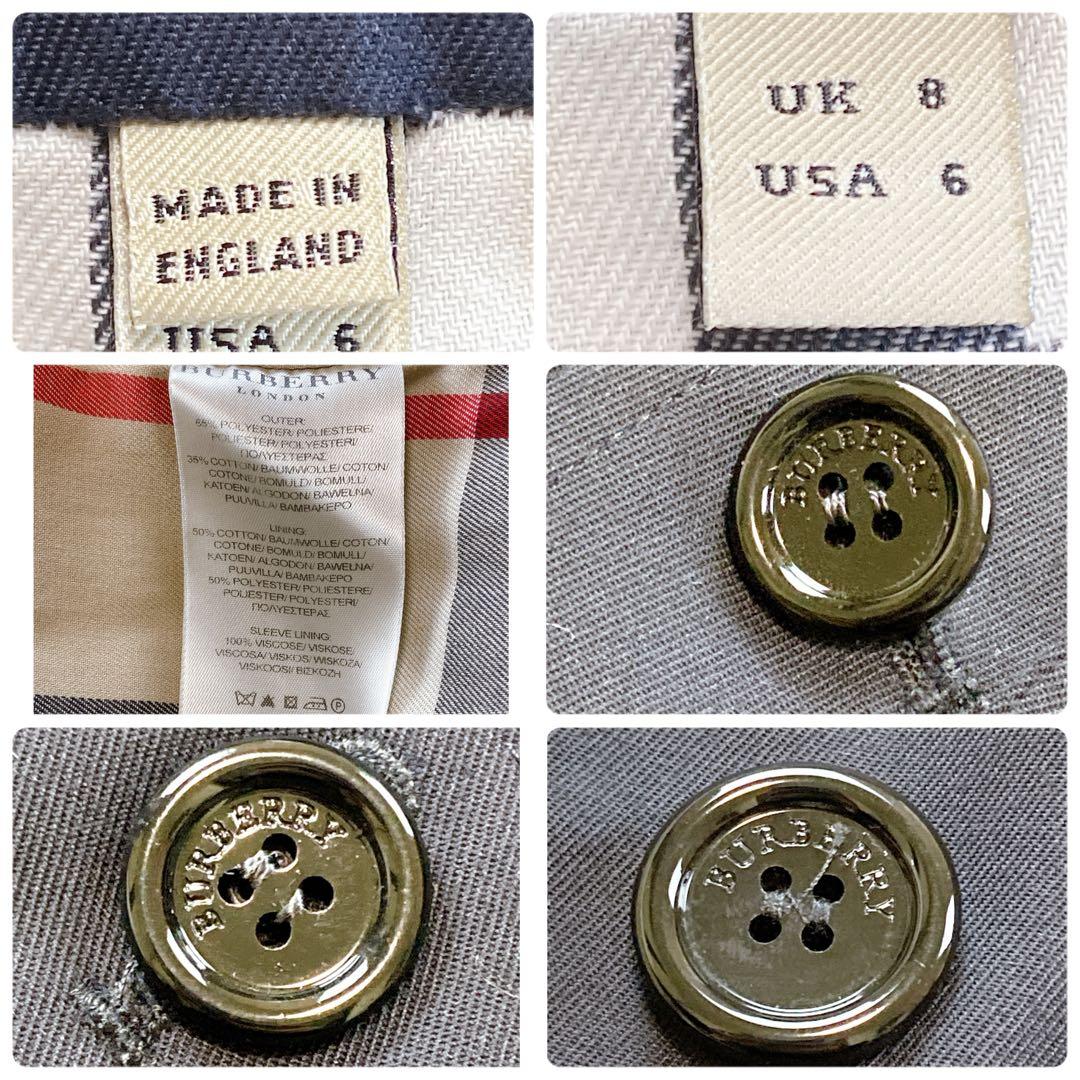 MADE IN
ENGLAND
USA 6
UK 8
USA 6
BURBERRY
LONDON
OUTER:
65% POLYESTER/ POLIESTERE/
POLIESTER/ POLYESTERI/
ΠΟΛΥΕΣΤΕΡΑΣ
35% COTTON/ BAUMWOLLE/ COTON/
COTONE/ BOMULD/ BOMULL/
KATOEN/ ALGODON/ BAWELNA/
PUUVILLA/ ΒΑΜΒΑΚΕΡΟ
LINING:
50% COTTON/ BAUMWOLLE/ COTON/
COTONE/ BOMULD/ BOMULL/
KATOEN/ ALGODON/ BAWELNA/
PUUVILLA/ ΒΑΜΒΑΚΕΡΟ
50% POLYESTER/ POLIESTERE/
POLIESTER/ POLYESTERI/
ΠΟΛΥΕΣΤΕΡΑΣ
SLEEVE LINING:
100% VISCOSE/ VISKOSE/
VISCOSA/ VISKOS/ WISKOZA/
VISKOOSI/ ΒΙΣΚΟΖΗ
P
BURBERRY
BURBERRY
BURBERRY